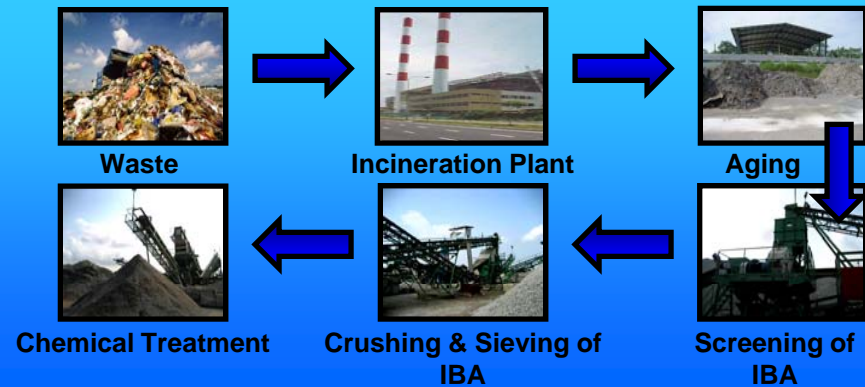 Waste
Incineration Plant
Aging
Chemical Treatment
Crushing & Sieving of
IBA
Screening of
IBA